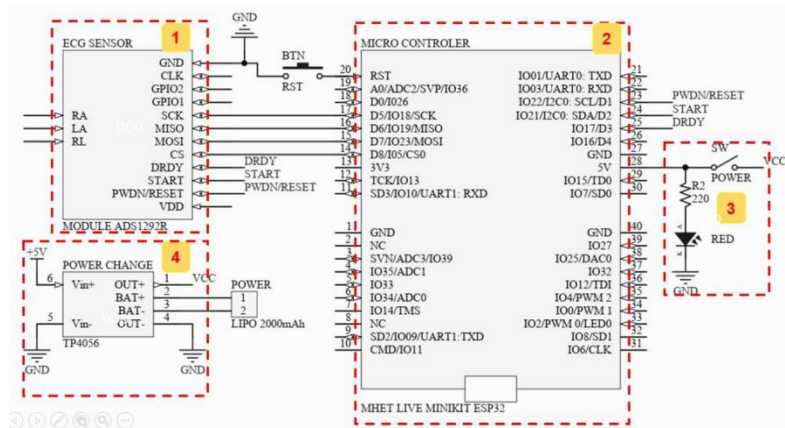 1
ECG SENSOR
GND
CLK
GPIO2
GPIO1
SCK
MISO
MOSI
CS
DRDY
START
PWDN/RESET
VDD
RA
LA
RL
MODULE ADS1292R
DRDY
START
PWDN/RESET
GND
BTN
RST
2
MICRO CONTROLER
20 RST IO01/UART0: TXD 21
19 A0/ADC2/SVP/IO36 IO03/UART0: RXD 22
18 D0/I026 IO22/I2C0: SCL/D1 23
17 D5/IO18/SCK IO21/I2C0: SDA/D2 24
16 D6/IO19/MISO IO17/D3 25
15 D7/IO23/MOSI IO16/D4 26
14 D8/I05/CS0 GND 27
13 3V3 5V 28
12 TCK/IO13 IO15/TD0 29
11 SD3/IO10/UART1: RXD IO7/SD0 30
1 GND GND 40
2 NC IO27 39
3 SVN/ADC3/IO39 IO25/DAC0 38
4 IO35/ADC1 IO32 37
5 IO33 IO12/TDI 36
6 IO34/ADC0 IO4/PWM 2 35
7 IO14/TMS IO0/PWM 1 34
8 NC IO2/PWM 0/LED0 33
9 SD2/IO09/UART1:TXD IO8/SD1 32
10 CMD/IO11 IO6/CLK 31
MHET LIVE MINIKIT ESP32
PWDN/RESET
START
DRDY
SW
VCC
POWER
R2
220
3
A
RED
K
GND
4
+5V
POWER CHANGE
6 Vin+ OUT+ 1 VCC
BAT+ 2
BAT- 3
5 Vin- OUT- 4
TP4056
GND
GND
POWER
1
2
LIPO 2000mAh